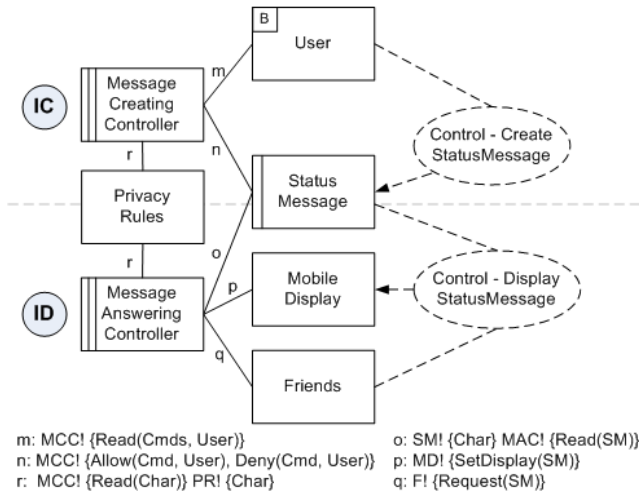 B
User
m
Message
Creating
Controller
IC
n
Control - Create
StatusMessage
r
Status
Message
Privacy
Rules
o
r
Message
Answering
Controller
ID
p
Mobile
Display
Control - Display
StatusMessage
q
Friends
m: MCC! {Read(Cmds, User)}
n: MCC! {Allow(Cmd, User), Deny(Cmd, User)}
r: MCC! {Read(Char)} PR! {Char}
o: SM! {Char} MAC! {Read(SM)}
p: MD! {SetDisplay(SM)}
q: F! {Request(SM)}